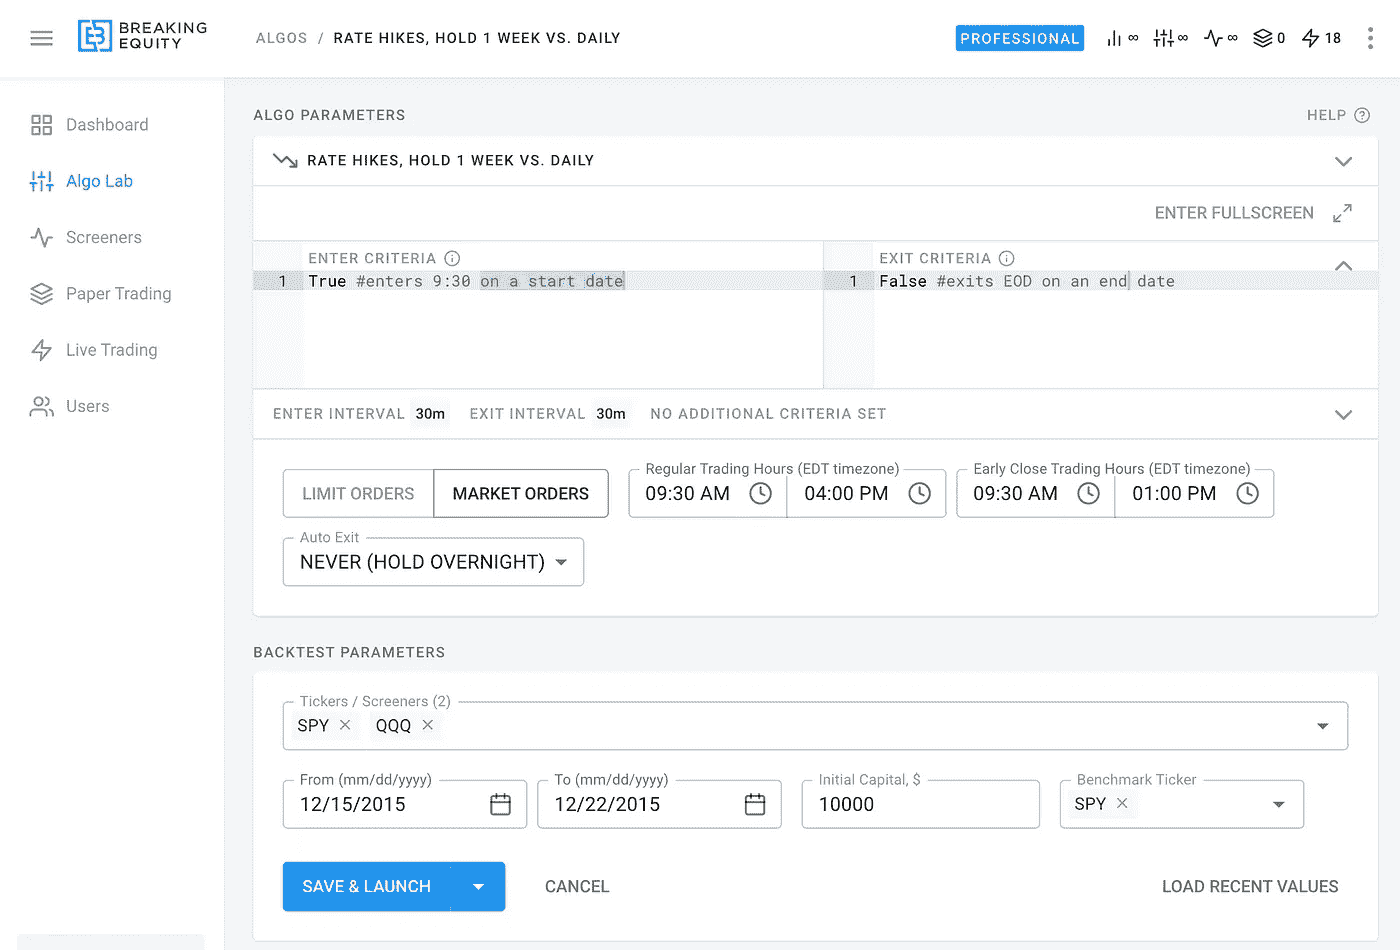 BREAKING
EQUITY
ALGOS / RATE HIKES, HOLD 1 WEEK VS. DAILY
PROFESSIONAL ∞ ∞ ∞ 0 18
Dashboard
Algo Lab
Screeners
Paper Trading
Live Trading
Users
ALGO PARAMETERS
HELP
RATE HIKES, HOLD 1 WEEK VS. DAILY
ENTER FULLSCREEN
ENTER CRITERIA
1 True #enters 9:30 on a start date
EXIT CRITERIA
1 False #exits EOD on an end date
ENTER INTERVAL 30m EXIT INTERVAL 30m NO ADDITIONAL CRITERIA SET
LIMIT ORDERS MARKET ORDERS
Regular Trading Hours (EDT timezone)
09:30 AM 04:00 PM
Early Close Trading Hours (EDT timezone)
09:30 AM 01:00 PM
Auto Exit
NEVER (HOLD OVERNIGHT)
BACKTEST PARAMETERS
Tickers / Screeners (2)
SPY × QQQ ×
From (mm/dd/yyyy)
12/15/2015
To (mm/dd/yyyy)
12/22/2015
Initial Capital, $
10000
Benchmark Ticker
SPY ×
SAVE & LAUNCH CANCEL LOAD RECENT VALUES